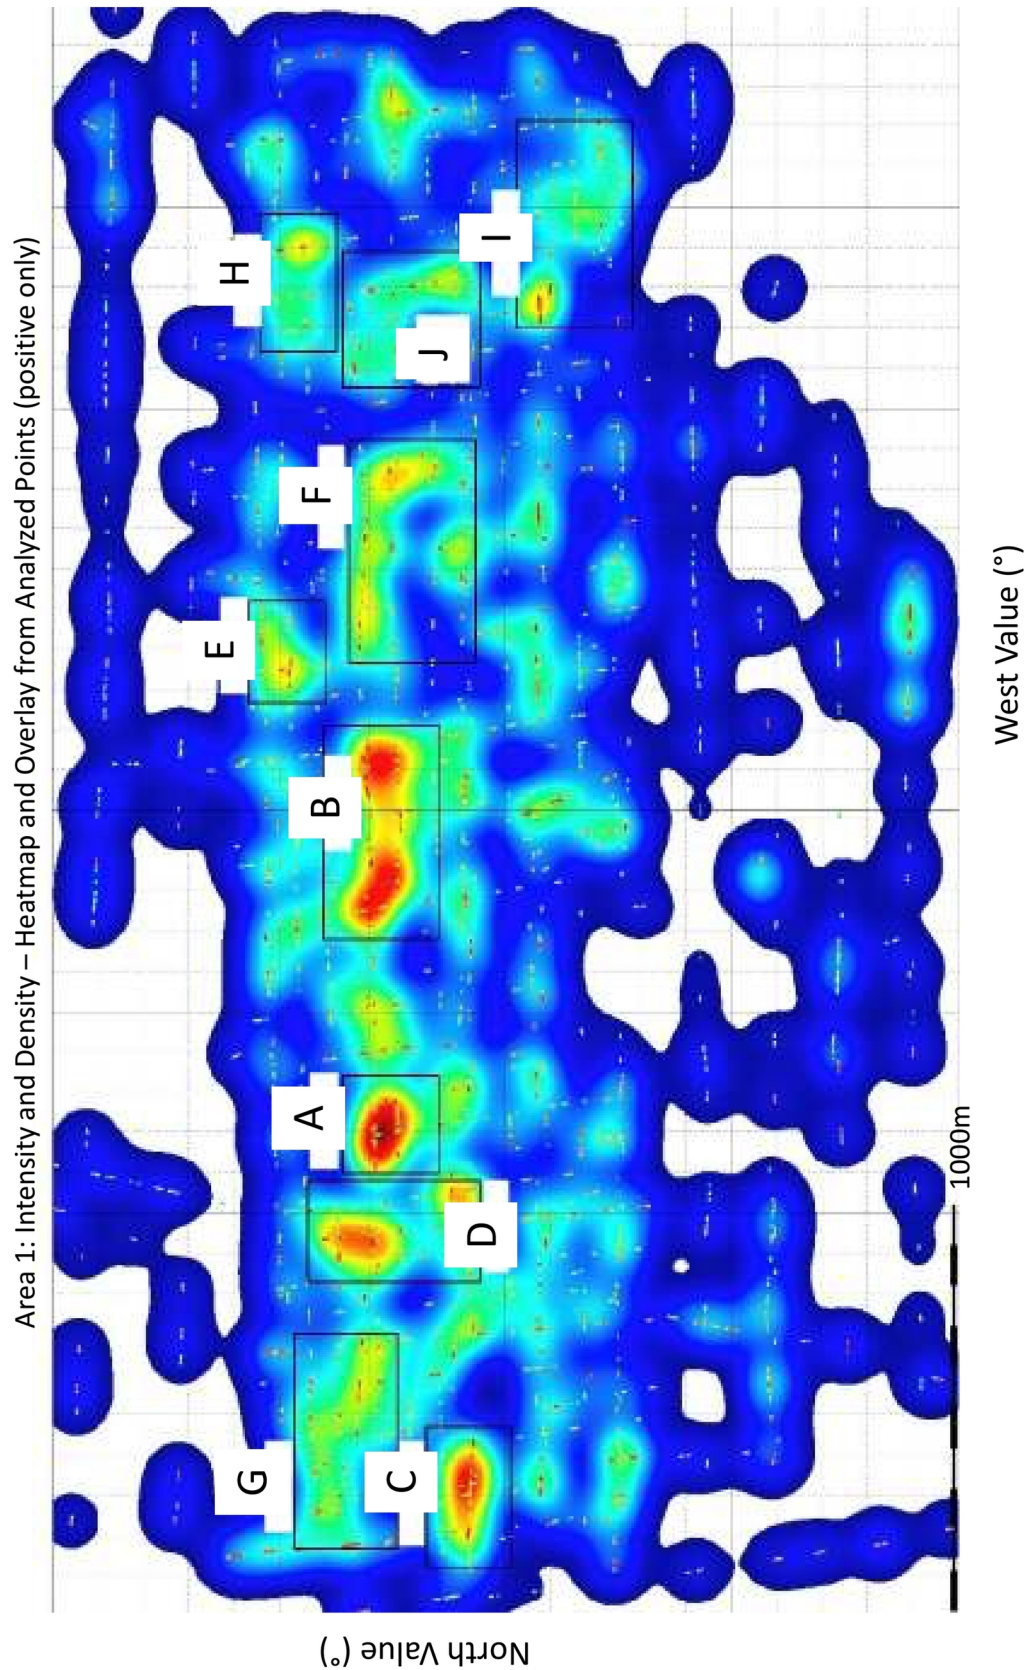 Area 1: Intensity and Density – Heatmap and Overlay from Analyzed Points (positive only)
H
I
J
F
E
B
A
D
G
C
West Value (°)
1000m
North Value (°)